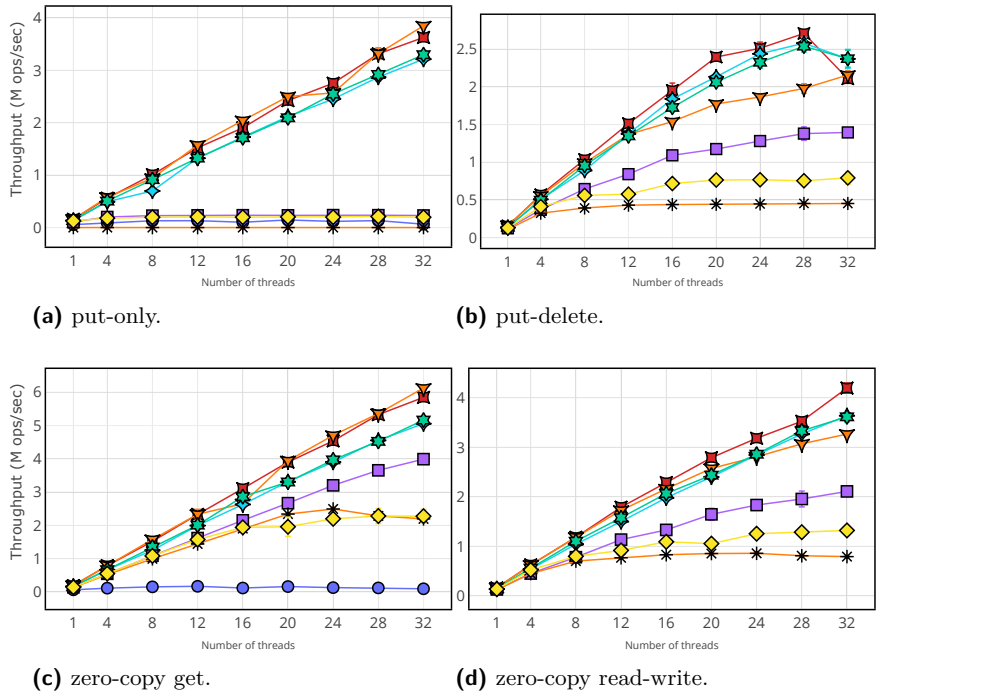 Throughput (M ops/sec)
4
3
2
1
0
1 4 8 12 16 20 24 28 32
Number of threads
(a) put-only.
2.5
2
1.5
1
0.5
0
1 4 8 12 16 20 24 28 32
Number of threads
(b) put-delete.
Throughput (M ops/sec)
6
5
4
3
2
1
0
1 4 8 12 16 20 24 28 32
Number of threads
(c) zero-copy get.
4
3
2
1
0
1 4 8 12 16 20 24 28 32
Number of threads
(d) zero-copy read-write.